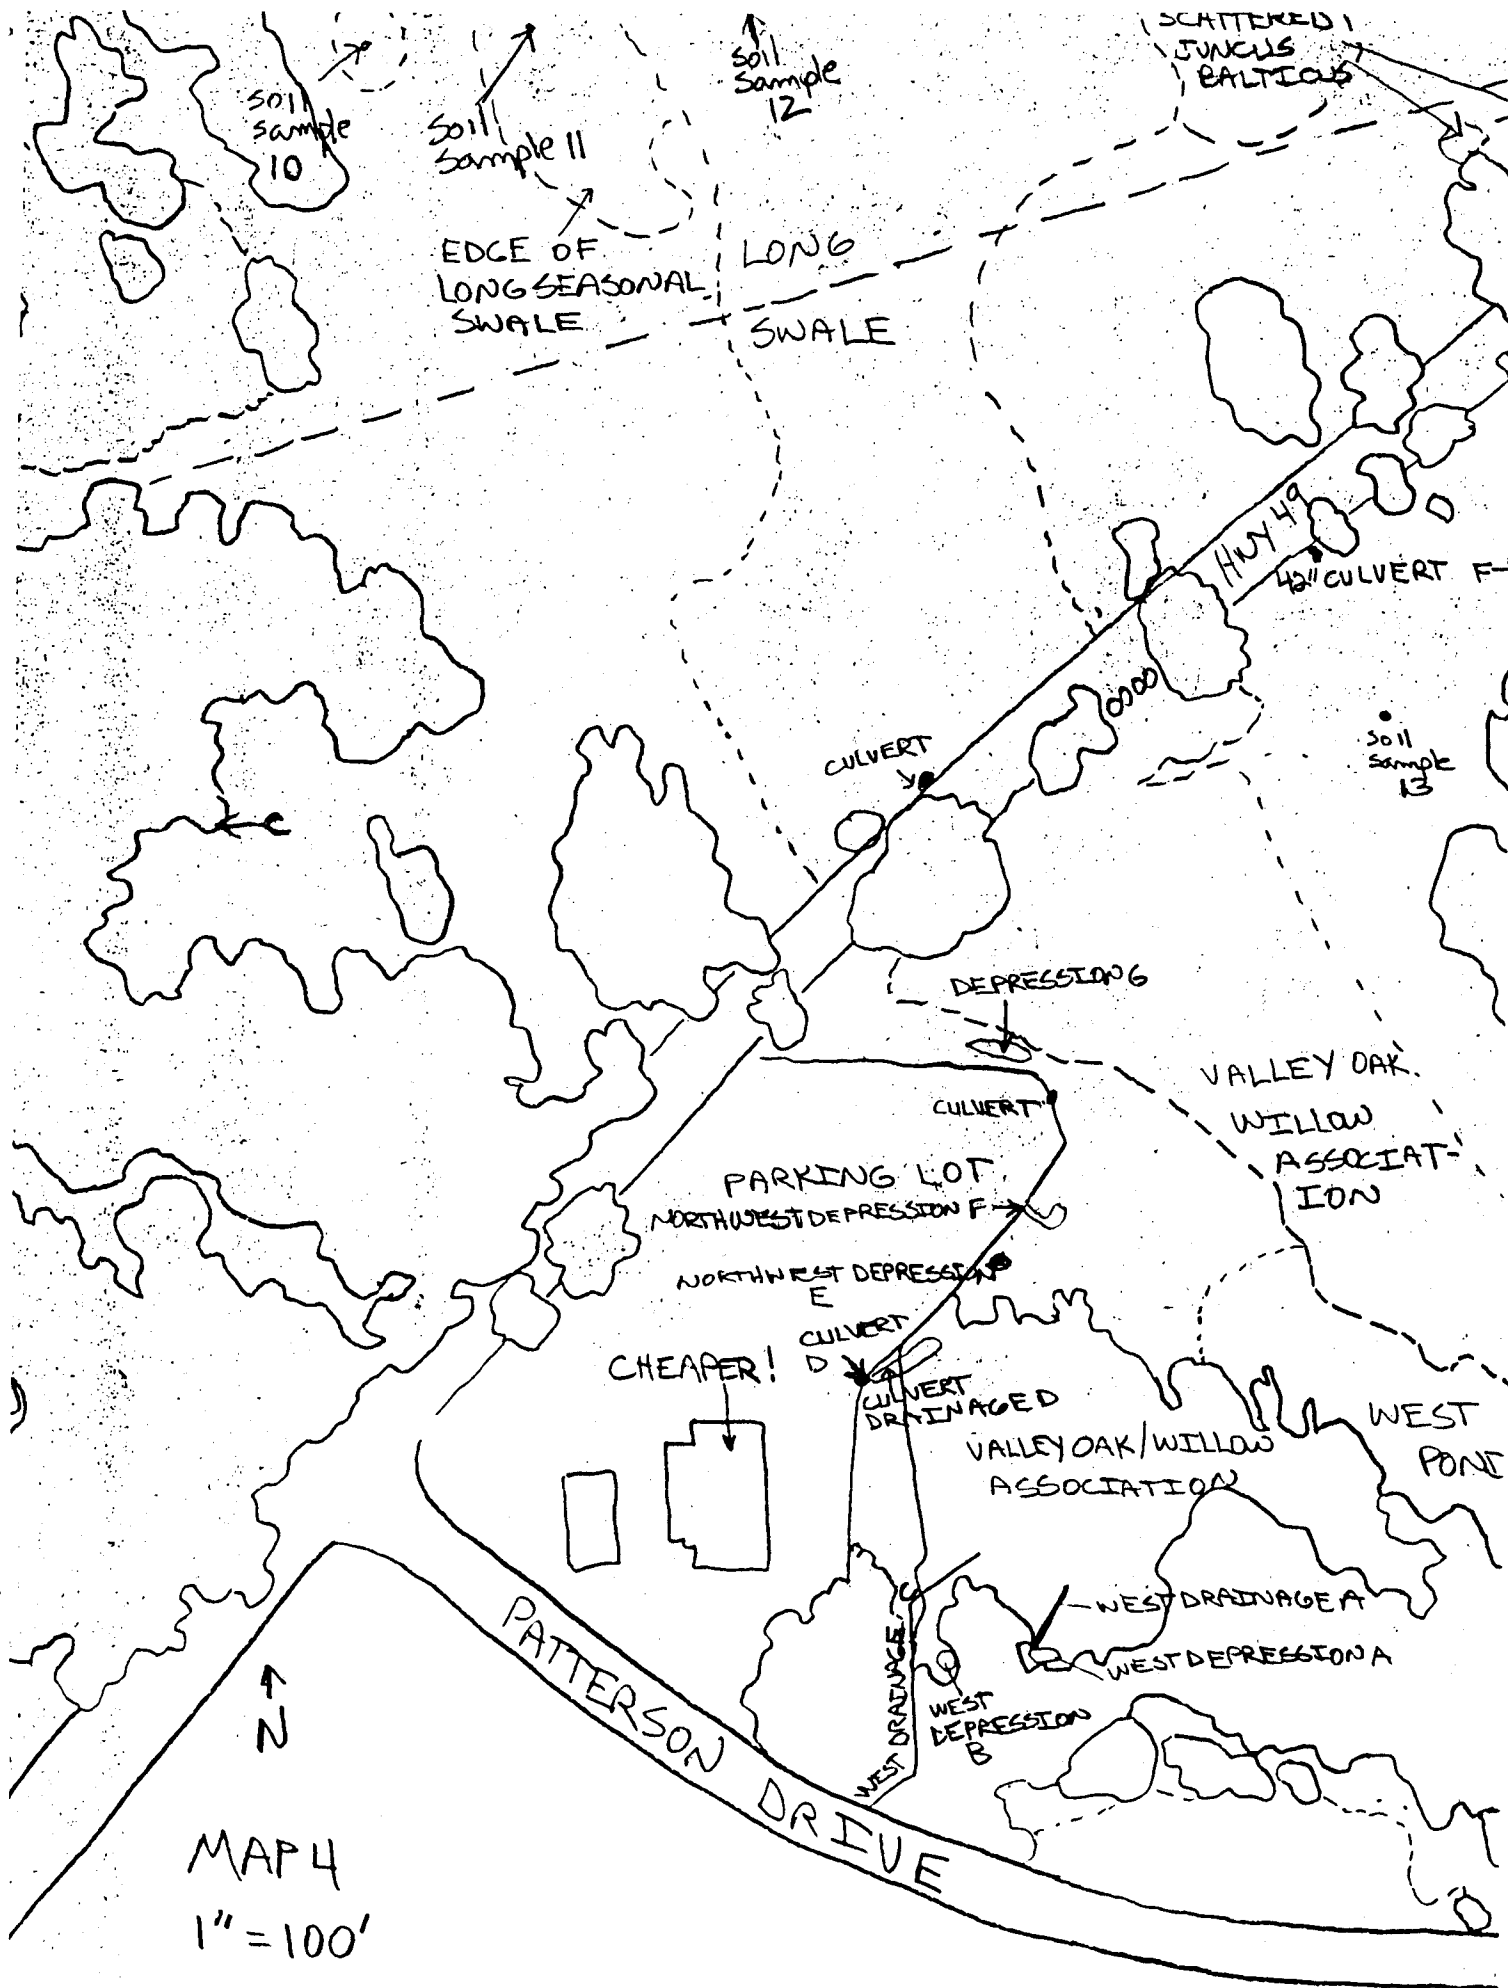 SCATTERED
JUNCUS
BALTICUS
soil
sample
10
soil
sample 11
soil
sample
12
EDGE OF
LONG SEASONAL
SWALE
LONG
SWALE
HWY 49
42" CULVERT F-
soil
sample
13
CULVERT
C
DEPRESSION G
CULVERT
VALLEY OAK
WILLOW
ASSOCIAT-
ION
PARKING LOT
NORTHWEST DEPRESSION F
NORTHWEST DEPRESSION
E
CULVERT
D
CULVERT
DRAINAGE D
CHEAPER!
VALLEY OAK/WILLOW
ASSOCIATION
WEST
POND
WEST DRAINAGE A
WEST DEPRESSION A
WEST DRAINAGE C
WEST
DEPRESSION
B
PATTERSON DRIVE
N
MAP 4
1" = 100'